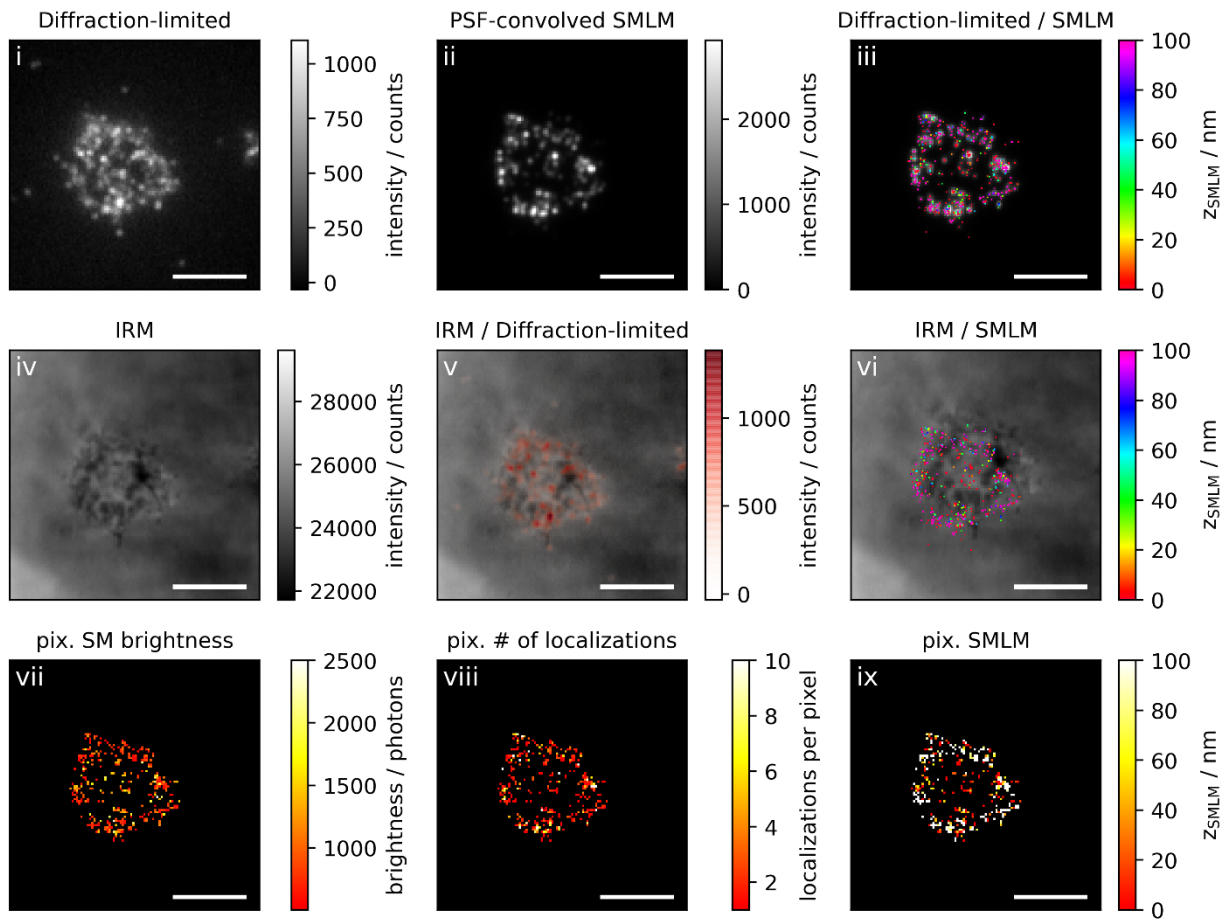 Diffraction-limited
PSF-convolved SMLM
Diffraction-limited / SMLM
i
1000
750
500
250
0
intensity / counts
ii
2000
1000
0
intensity / counts
iii
100
80
60
40
20
0
zSMLM / nm
IRM
IRM / Diffraction-limited
IRM / SMLM
iv
28000
26000
24000
22000
intensity / counts
v
1000
500
0
intensity / counts
vi
100
80
60
40
20
0
zSMLM / nm
pix. SM brightness
pix. # of localizations
pix. SMLM
vii
2500
2000
1500
1000
brightness / photons
viii
10
8
6
4
2
localizations per pixel
ix
100
80
60
40
20
0
zSMLM / nm